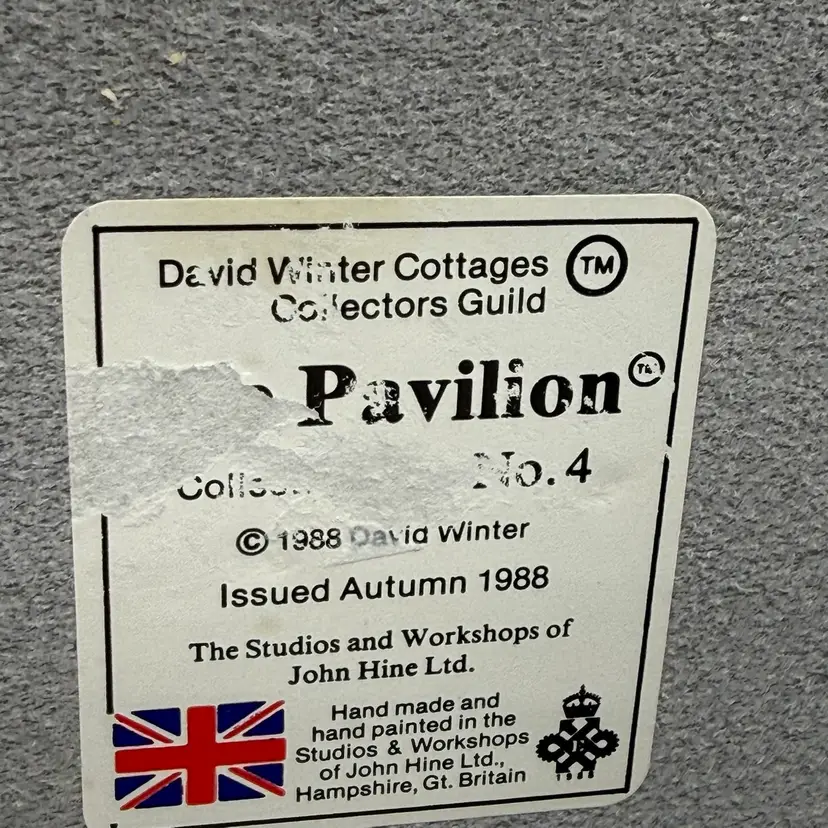 David Winter Cottages TM
Collectors Guild
Pavilion TM
No. 4
© 1988 David Winter
Issued Autumn 1988
The Studios and Workshops of
John Hine Ltd.
Hand made and
hand painted in the
Studios & Workshops
of John Hine Ltd.,
Hampshire, Gt. Britain